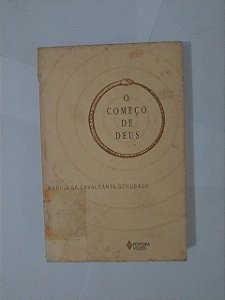 O
COMEÇO
DE
DEUS
MARCIA SÁ CAVALCANTE SCHUBACK
EDITORA
VOZES